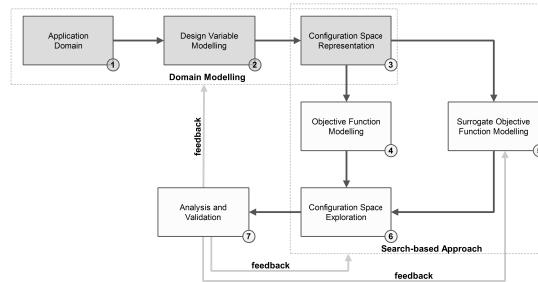 Application
Domain
1
Design Variable
Modelling
2
Configuration Space
Representation
3
Domain Modelling
Objective Function
Modelling
4
Surrogate Objective
Function Modelling
5
feedback
Analysis and
Validation
7
Configuration Space
Exploration
6
Search-based Approach
feedback
feedback